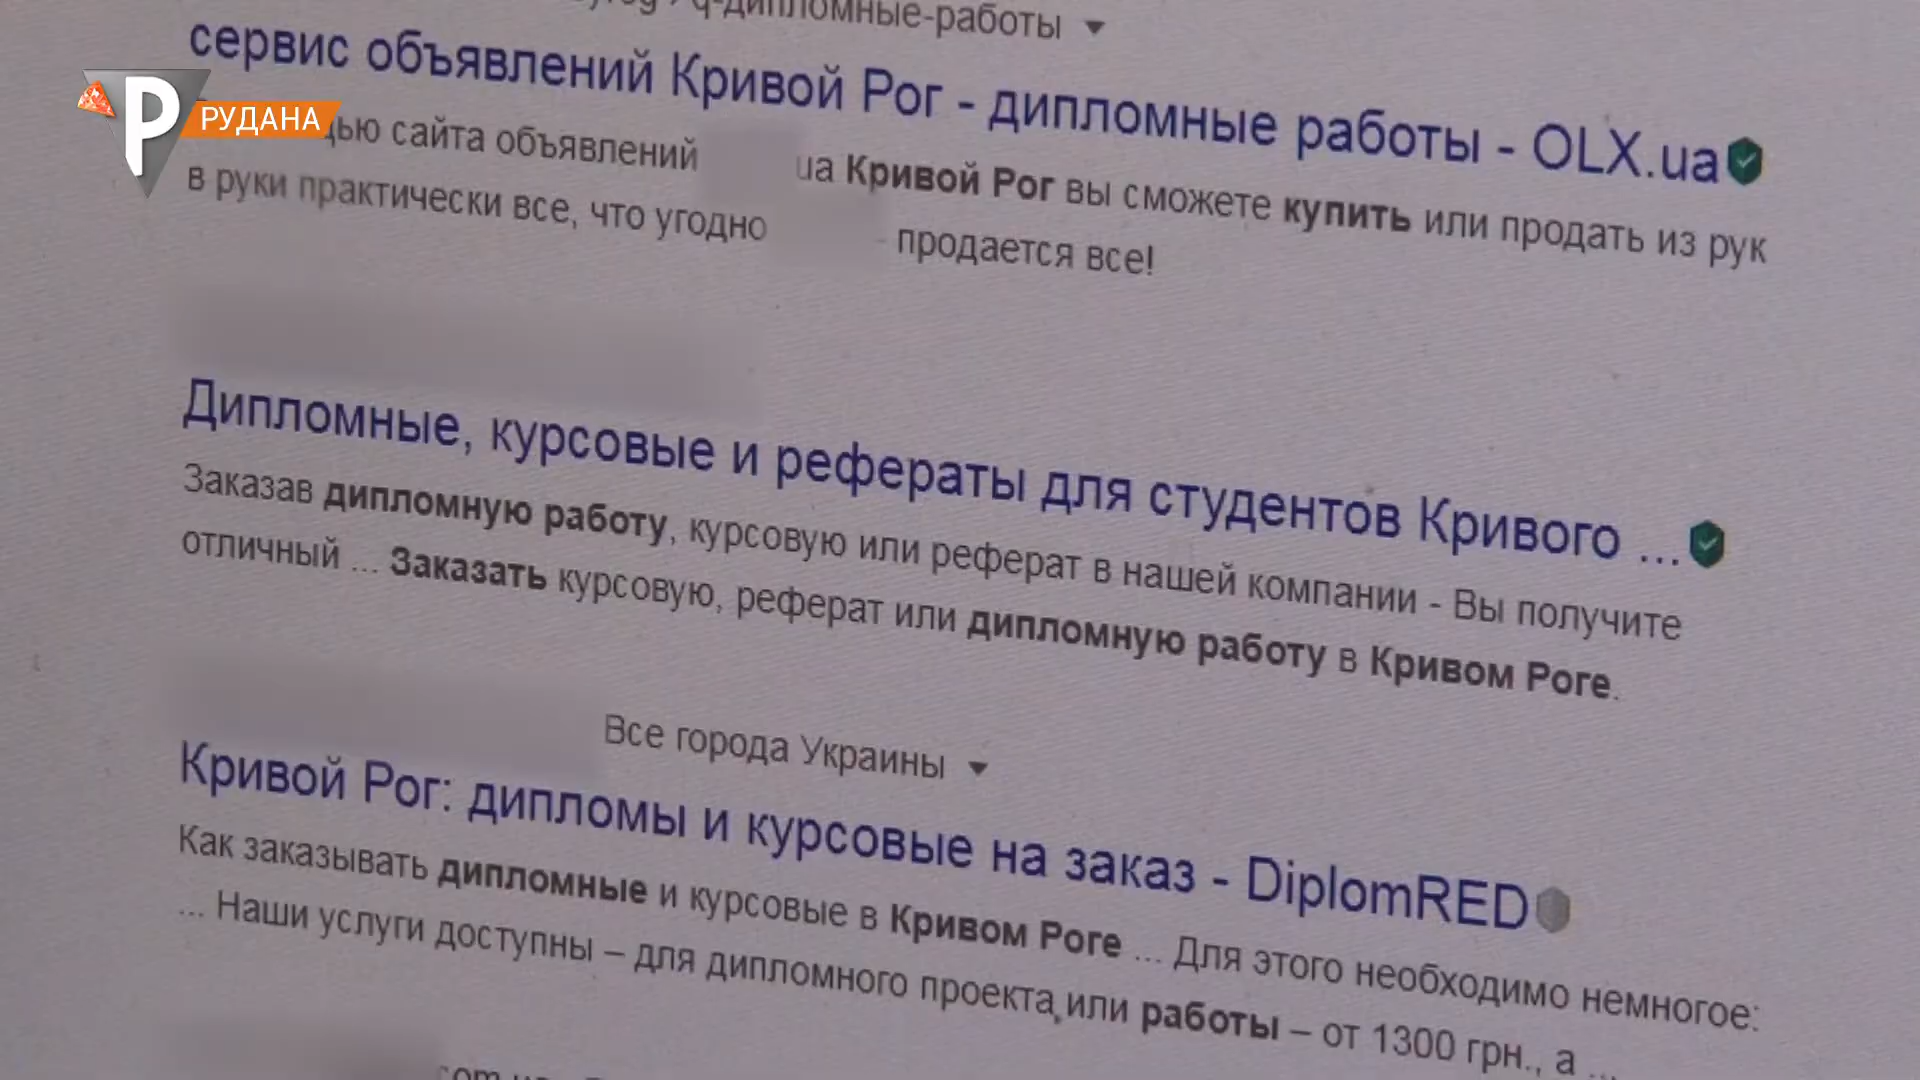 q-дипломные-работы
сервис объявлений Кривой Рог - дипломные работы - OLX.ua
Р РУДАНА
сайта объявлений ua Кривой Рог вы сможете купить или продать из рук
в руки практически все, что угодно - продается все!
Дипломные, курсовые и рефераты для студентов Кривого ...
Заказав дипломную работу, курсовую или реферат в нашей компании - Вы получите
отличный ... Заказать курсовую, реферат или дипломную работу в Кривом Роге.
Все города Украины
Кривой Рог: дипломы и курсовые на заказ - DiplomRED
Как заказывать дипломные и курсовые в Кривом Роге ... Для этого необходимо немногое:
... Наши услуги доступны – для дипломного проекта или работы – от 1300 грн., а ...